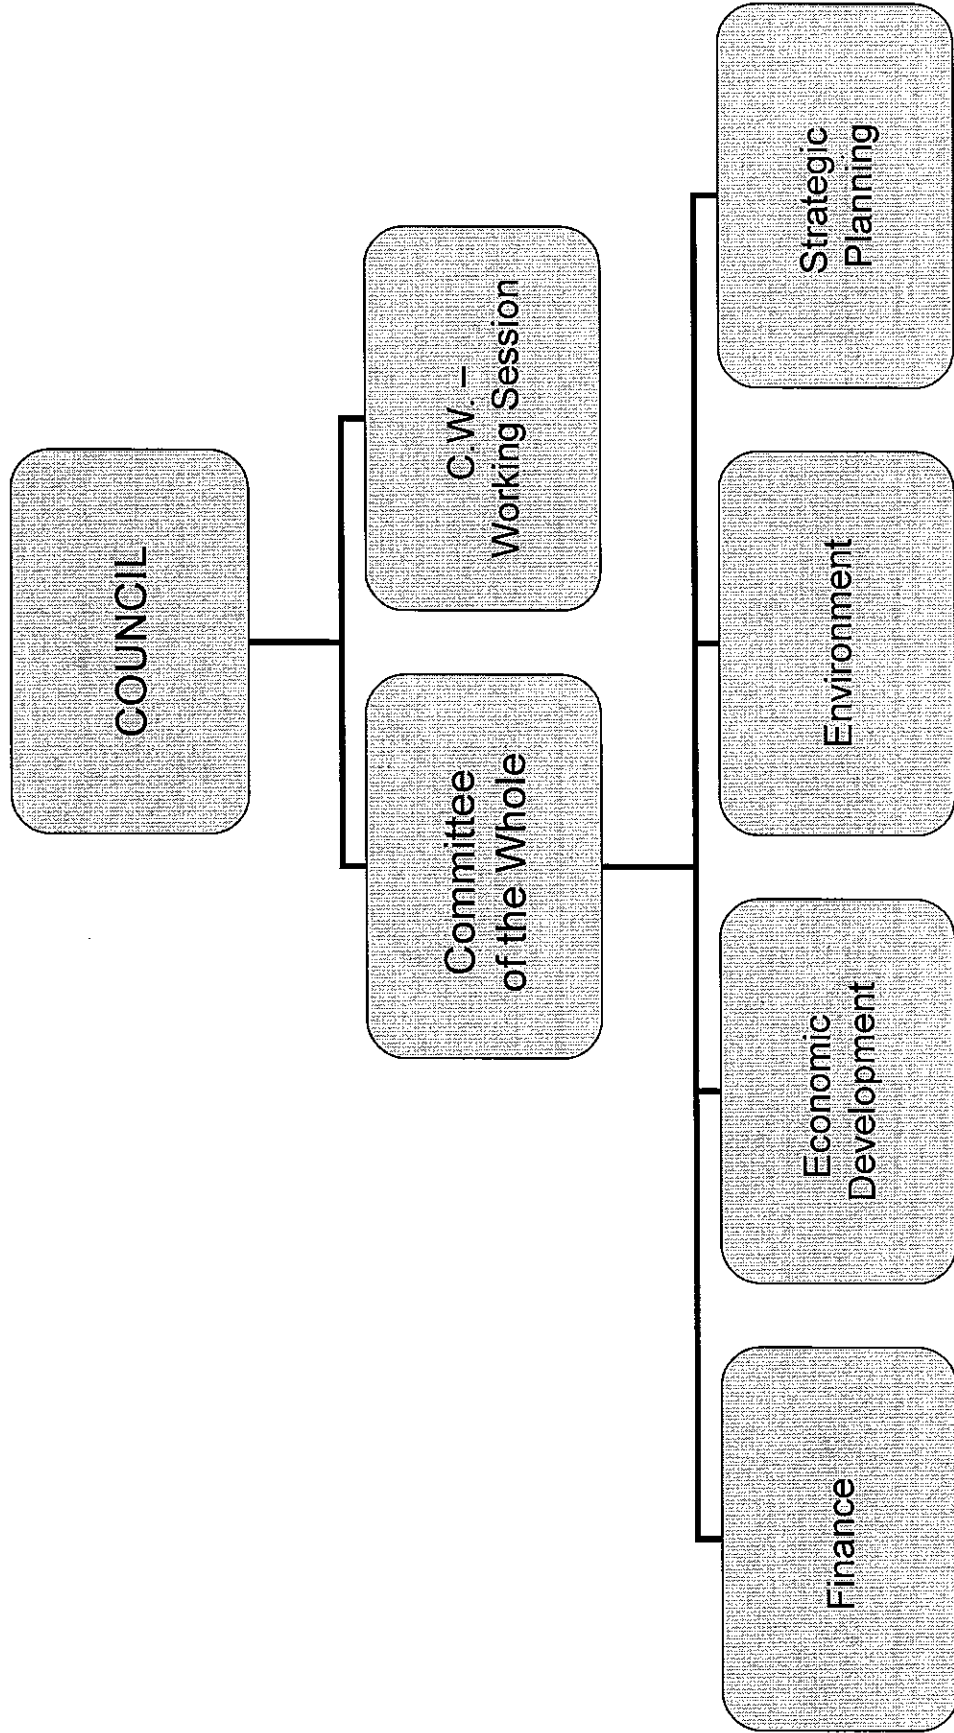 COUNCIL
Committee
of the Whole
C.W. –
Working Session
Finance
Economic
Development
Environment
Strategic
Planning